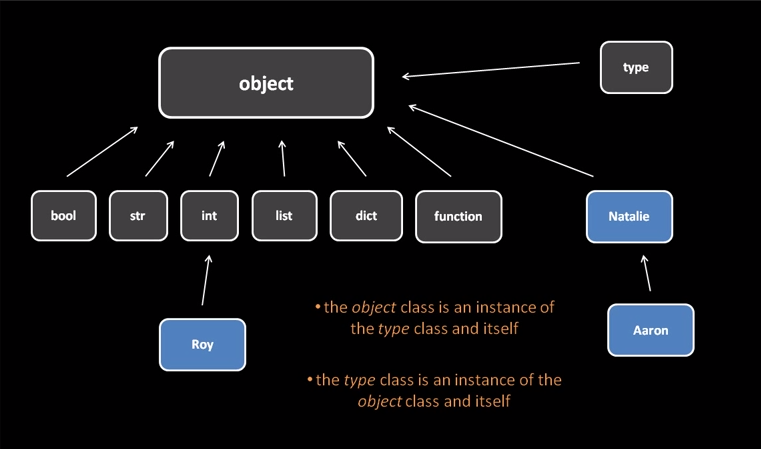 object
type
bool
str
int
list
dict
function
Natalie
Roy
Aaron
• the object class is an instance of
the type class and itself
• the type class is an instance of the
object class and itself